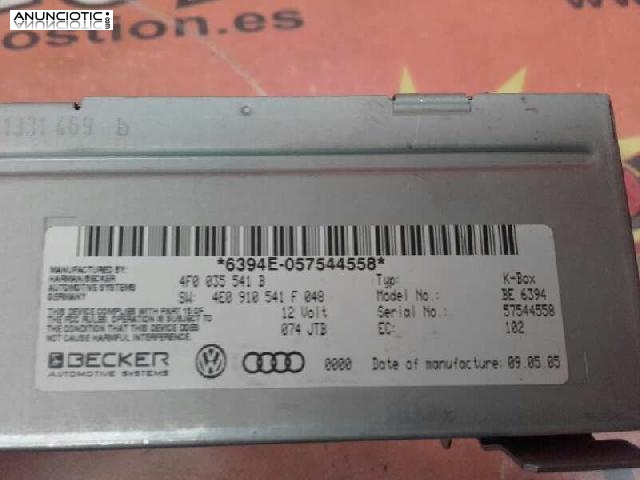 ANUNCIOTIC
ostion.es
1331 469 b
*6394E-057544558*
MANUFACTURED BY:
HARMAN/BECKER
AUTOMOTIVE SYSTEMS
GERMANY
4F0 035 541 B
SW: 4E0 910 541 F 048
12 Volt
074 JTB
Typ: K-Box
Model No.: BE 6394
Serial No.: 57544558
EC: 102
THIS DEVICE COMPLIES WITH PART 15 OF
THE FCC RULES. OPERATION IS SUBJECT TO
THE CONDITION THAT THIS DEVICE DOES
NOT CAUSE HARMFUL INTERFERENCE.
BECKER
AUTOMOTIVE SYSTEMS
0000
Date of manufacture: 09.05.05